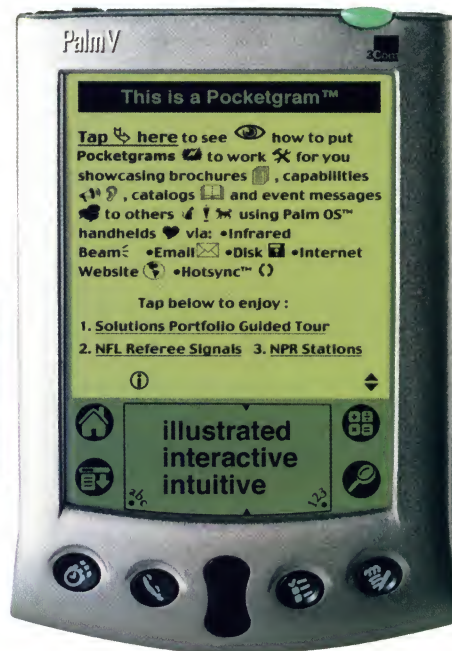 Palm V
3Com
This is a Pocketgram™
Tap here to see how to put
Pocketgrams to work for you
showcasing brochures , capabilities
, catalogs and event messages
to others using Palm OS™
handhelds via: •Infrared
Beam •Email •Disk •Internet
Website •Hotsync™
Tap below to enjoy :
1. Solutions Portfolio Guided Tour
2. NFL Referee Signals 3. NPR Stations
illustrated
interactive
intuitive
abc
123